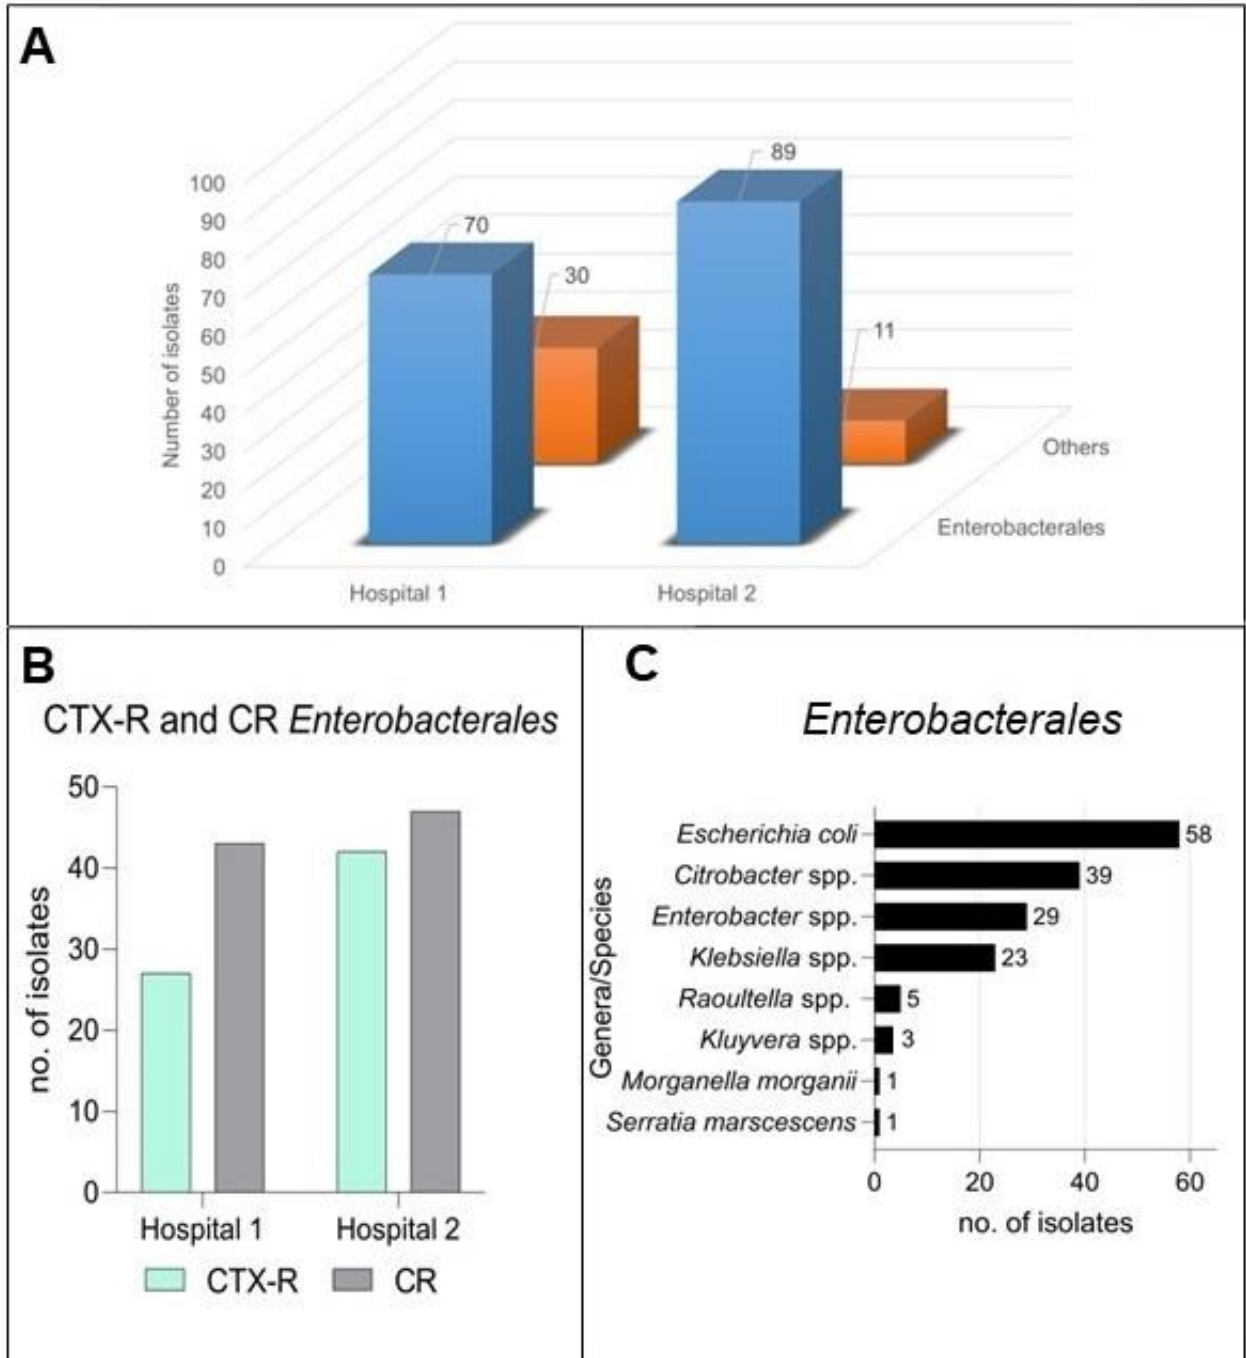 A
100
90
80
70
60
50
40
30
20
10
0
Number of isolates
70
30
89
11
Others
Enterobacterales
Hospital 1
Hospital 2
B
CTX-R and CR Enterobacterales
50
40
30
20
10
0
no. of isolates
Hospital 1
Hospital 2
CTX-R
CR
C
Enterobacterales
Genera/Species
Escherichia coli 58
Citrobacter spp. 39
Enterobacter spp. 29
Klebsiella spp. 23
Raoultella spp. 5
Kluyvera spp. 3
Morganella morganii 1
Serratia marscescens 1
0 20 40 60
no. of isolates